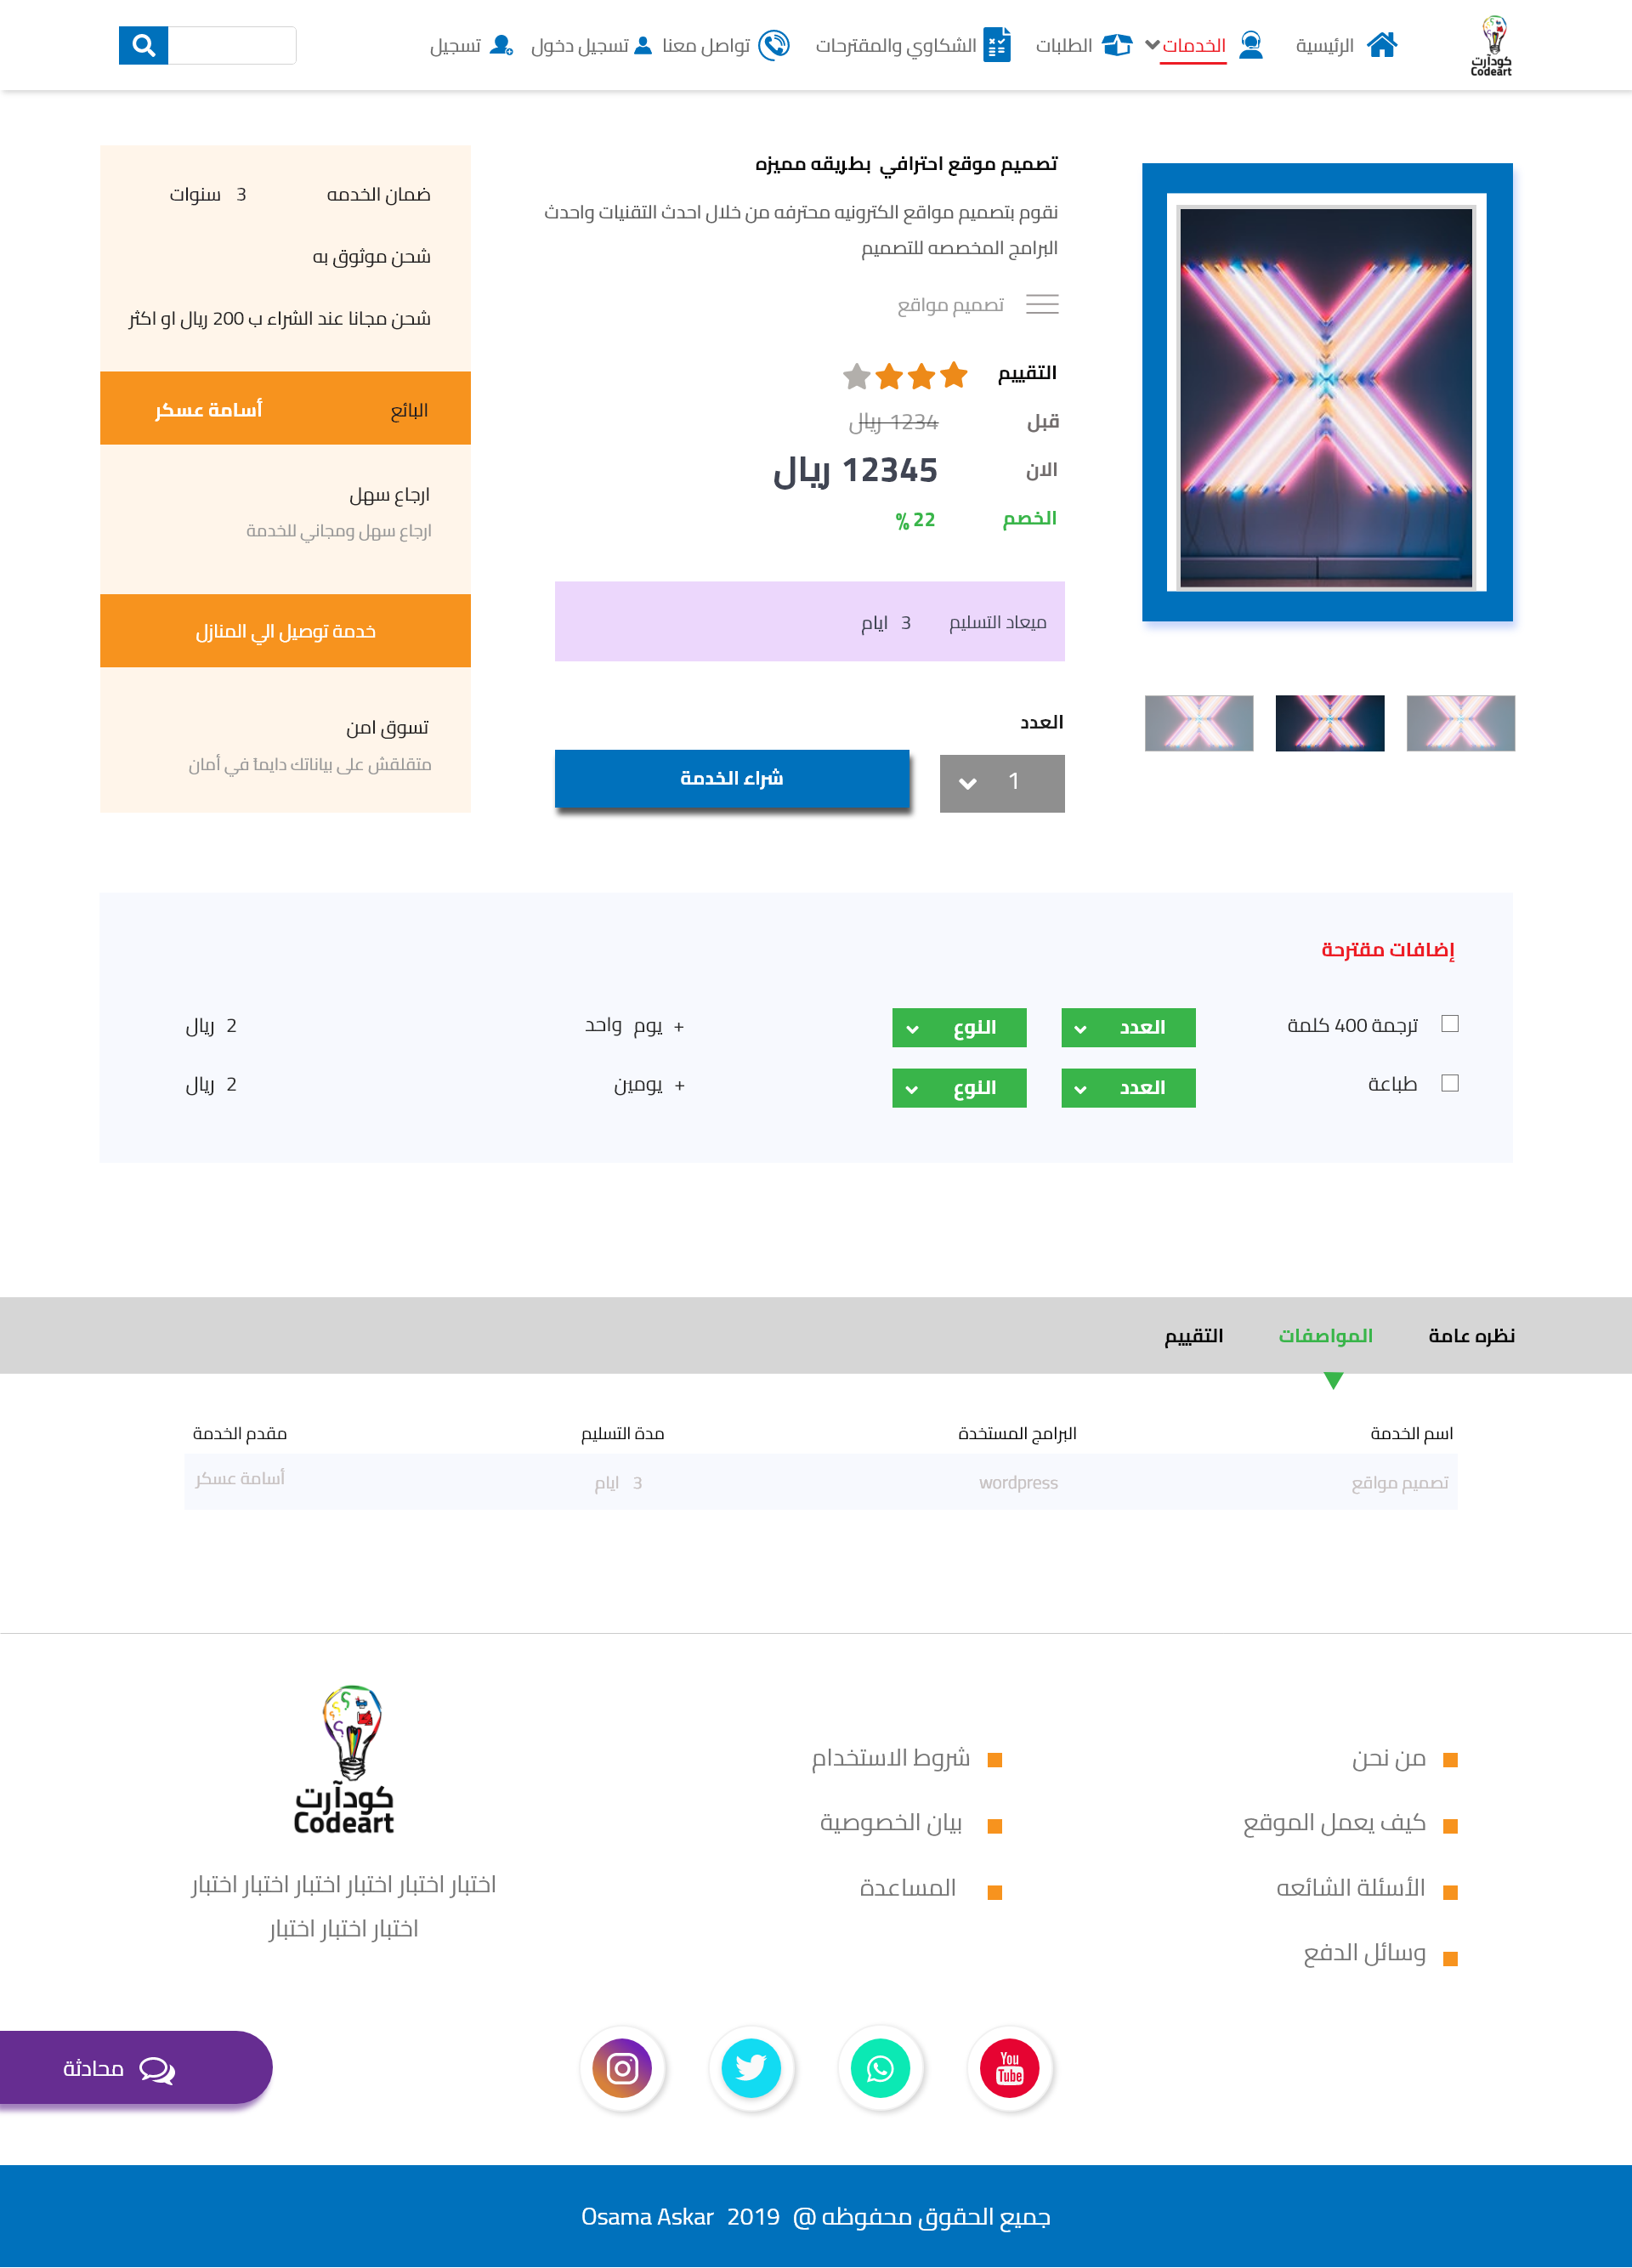 كودآرت
Codeart
الرئيسية
الخدمات
الطلبات
الشكاوي والمقترحات
تواصل معنا
تسجيل دخول
تسجيل
تصميم موقع احترافي بطريقه مميزه
نقوم بتصميم مواقع الكترونيه محترفه من خلال احدث التقنيات واحدث
البرامج المخصصه للتصميم
تصميم مواقع
التقييم
قبل 1234 ريال
الان 12345 ريال
الخصم 22 %
ميعاد التسليم 3 ايام
العدد
1
شراء الخدمة
ضمان الخدمه 3 سنوات
شحن موثوق به
شحن مجانا عند الشراء ب 200 ريال او اكثر
البائع أسامة عسكر
ارجاع سهل
ارجاع سهل ومجاني للخدمة
خدمة توصيل الي المنازل
تسوق امن
متقلقش على بياناتك دايماً في أمان
إضافات مقترحة
ترجمة 400 كلمة العدد النوع + يوم واحد 2 ريال
طباعة العدد النوع + يومين 2 ريال
نظره عامة المواصفات التقييم
اسم الخدمة البرامج المستخدة مدة التسليم مقدم الخدمة
تصميم مواقع wordpress 3 ايام أسامة عسكر
من نحن
كيف يعمل الموقع
الأسئلة الشائعه
وسائل الدفع
شروط الاستخدام
بيان الخصوصية
المساعدة
كودآرت
Codeart
اختبار اختبار اختبار اختبار اختبار اختبار
اختبار اختبار اختبار
You
Tube
محادثة
جميع الحقوق محفوظه @ 2019 Osama Askar